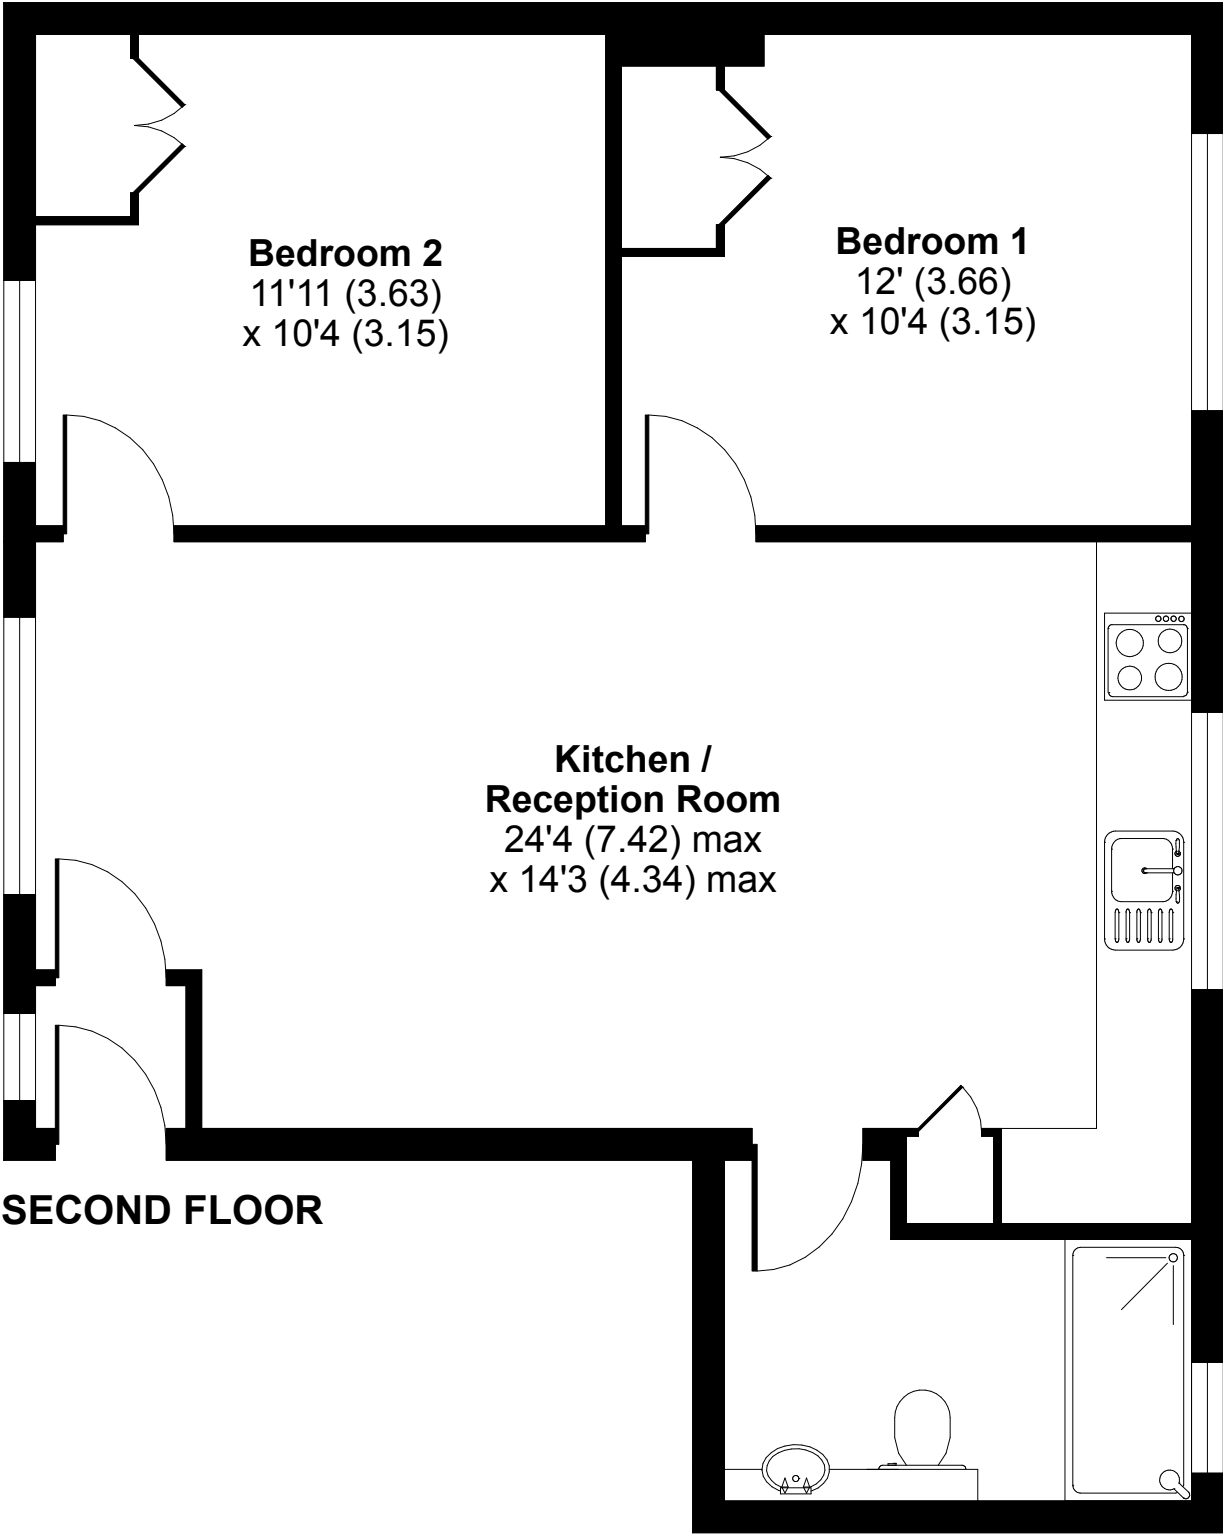 Bedroom 2
11'11 (3.63)
x 10'4 (3.15)
Bedroom 1
12' (3.66)
x 10'4 (3.15)
Kitchen /
Reception Room
24'4 (7.42) max
x 14'3 (4.34) max
SECOND FLOOR